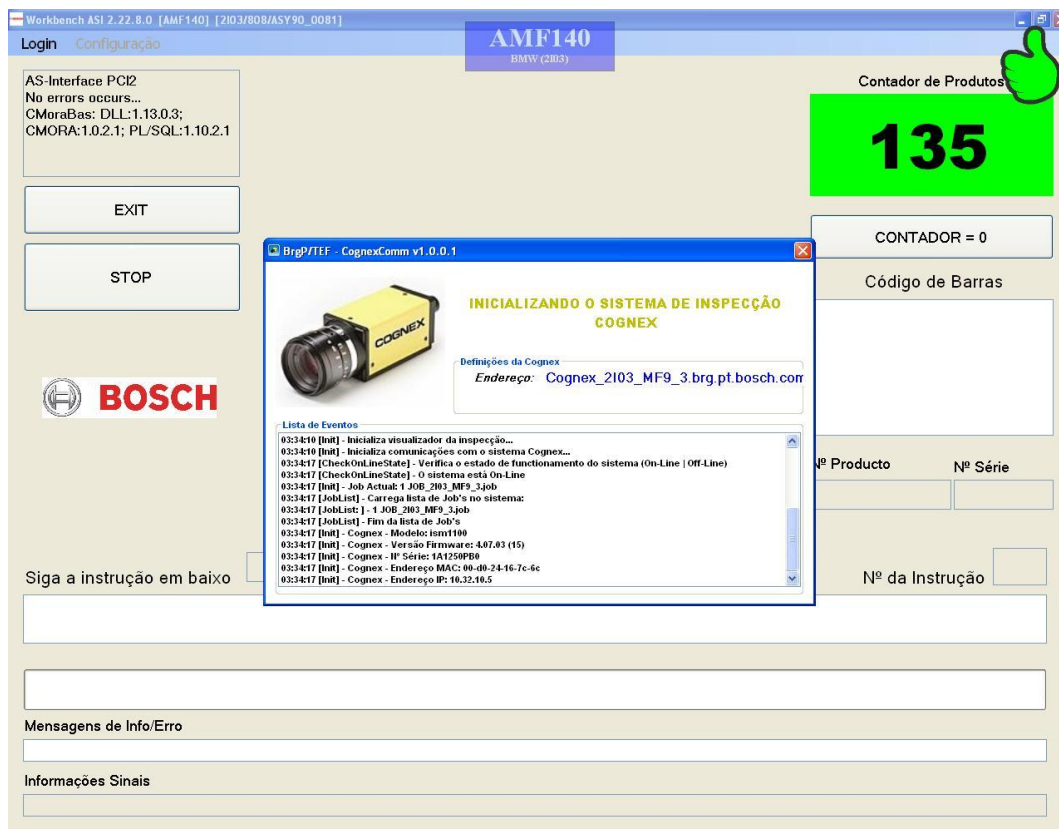 Workbench ASI 2.22.8.0 [AMF140] [2I03/808/ASY90_0081]
Login Configuração
AMF140
BMW (2I03)
AS-Interface PCI2
No errors occurs...
CMoraBas: DLL:1.13.0.3;
CMORA:1.0.2.1; PL/SQL:1.10.2.1
Contador de Produtos
135
EXIT
CONTADOR = 0
STOP
Código de Barras
BOSCH
BrgP/TEF - CognexComm v1.0.0.1
COGNEX
INICIALIZANDO O SISTEMA DE INSPECÇÃO
COGNEX
Definições da Cognex
Endereço: Cognex_2I03_MF9_3.brg.pt.bosch.com
Lista de Eventos
03:34:10 [Init] - Inicializa visualizador da inspecção...
03:34:10 [Init] - Inicializa comunicações com o sistema Cognex...
03:34:17 [CheckOnLineState] - Verifica o estado de functionamento do sistema (On-Line | Off-Line)
03:34:17 [CheckOnLineState] - O sistema está On-Line
03:34:17 [Init] - Job Actual: 1 JOB_2I03_MF9_3.job
03:34:17 [JobList] - Carrega lista de Job's no sistema:
03:34:17 [JobList: ] - 1 JOB_2I03_MF9_3.job
03:34:17 [JobList] - Fim da lista de Job's
03:34:17 [Init] - Cognex - Modelo: ism1100
03:34:17 [Init] - Cognex - Versão Firmware: 4.07.03 (15)
03:34:17 [Init] - Cognex - Nº Série: 1A1250PB0
03:34:17 [Init] - Cognex - Endereço MAC: 00-d0-24-16-7c-6c
03:34:17 [Init] - Cognex - Endereço IP: 10.32.10.5
Nº Producto Nº Série
Siga a instrução em baixo
Nº da Instrução
Mensagens de Info/Erro
Informações Sinais